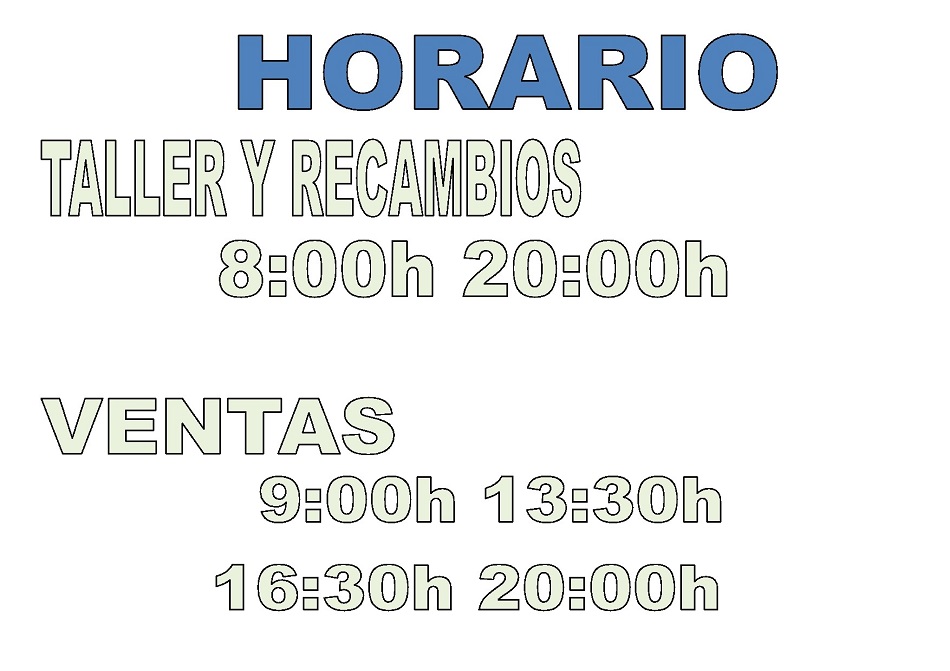 HORARIO
TALLER Y RECAMBIOS
8:00h 20:00h
VENTAS
9:00h 13:30h
16:30h 20:00h